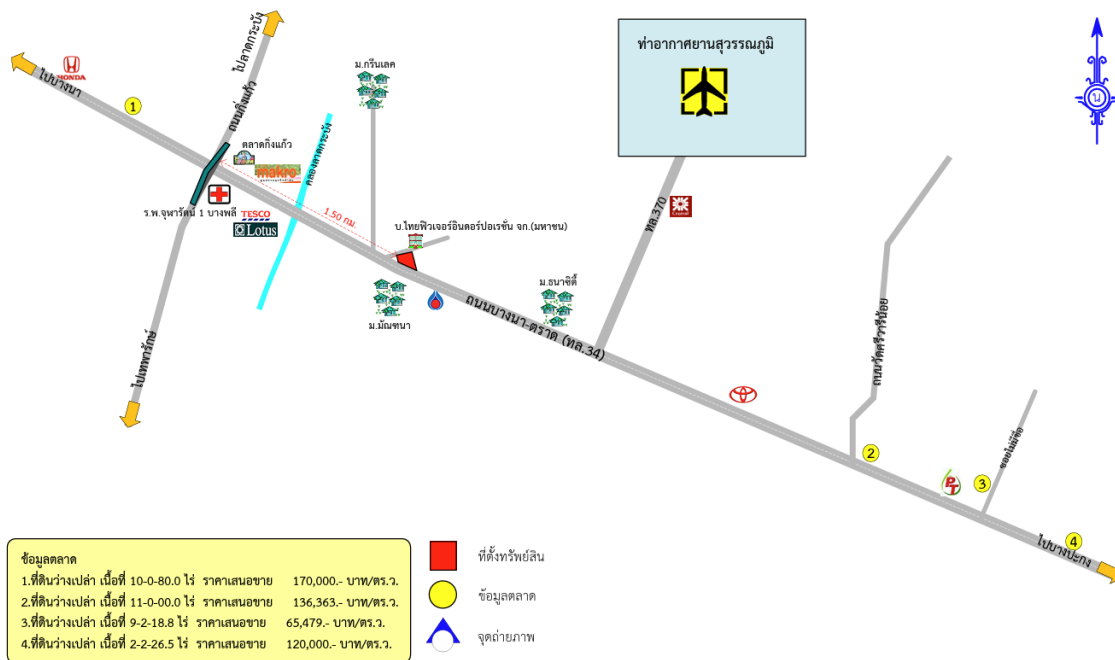 ท่าอากาศยานสุวรรณภูมิ
น
ไปลาดกระบัง
ม.กรีนเลค
HONDA
ไปบางนา
1
ถนนกิ่งแก้ว
ตลาดกิ่งแก้ว
makro
คลองลาดกระบัง
ร.พ.จุฬารัตน์ 1 บางพลี
TESCO
Lotus
1.50 กม.
บ.ไทยฟิวเจอร์อินคอร์ปอเรชั่น จก.(มหาชน)
ทล.370
ม.ธนาซิตี้
ม.มัณฑนา
ถนนบางนา-ตราด (ทล.34)
ไปเทพารักษ์
ถนนวัดศรีวารีน้อย
2
ซอยไม่มีชื่อ
PT
3
4
ไปบางปะกง
ข้อมูลตลาด
1.ที่ดินว่างเปล่า เนื้อที่ 10-0-80.0 ไร่ ราคาเสนอขาย 170,000.- บาท/ตร.ว.
2.ที่ดินว่างเปล่า เนื้อที่ 11-0-00.0 ไร่ ราคาเสนอขาย 136,363.- บาท/ตร.ว.
3.ที่ดินว่างเปล่า เนื้อที่ 9-2-18.8 ไร่ ราคาเสนอขาย 65,479.- บาท/ตร.ว.
4.ที่ดินว่างเปล่า เนื้อที่ 2-2-26.5 ไร่ ราคาเสนอขาย 120,000.- บาท/ตร.ว.
ที่ตั้งทรัพย์สิน
ข้อมูลตลาด
จุดถ่ายภาพ